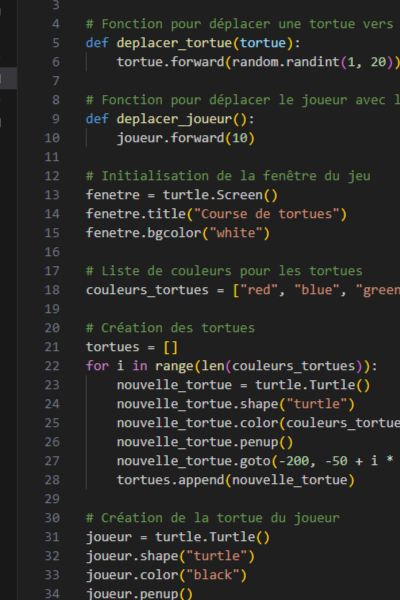 3
4 # Fonction pour déplacer une tortue vers
5 def deplacer_tortue(tortue):
6 tortue.forward(random.randint(1, 20))
7
8 # Fonction pour déplacer le joueur avec l
9 def deplacer_joueur():
10 joueur.forward(10)
11
12 # Initialisation de la fenêtre du jeu
13 fenetre = turtle.Screen()
14 fenetre.title("Course de tortues")
15 fenetre.bgcolor("white")
16
17 # Liste de couleurs pour les tortues
18 couleurs_tortues = ["red", "blue", "green
19
20 # Création des tortues
21 tortues = []
22 for i in range(len(couleurs_tortues)):
23 nouvelle_tortue = turtle.Turtle()
24 nouvelle_tortue.shape("turtle")
25 nouvelle_tortue.color(couleurs_tortue
26 nouvelle_tortue.penup()
27 nouvelle_tortue.goto(-200, -50 + i *
28 tortues.append(nouvelle_tortue)
29
30 # Création de la tortue du joueur
31 joueur = turtle.Turtle()
32 joueur.shape("turtle")
33 joueur.color("black")
34 joueur.penup()